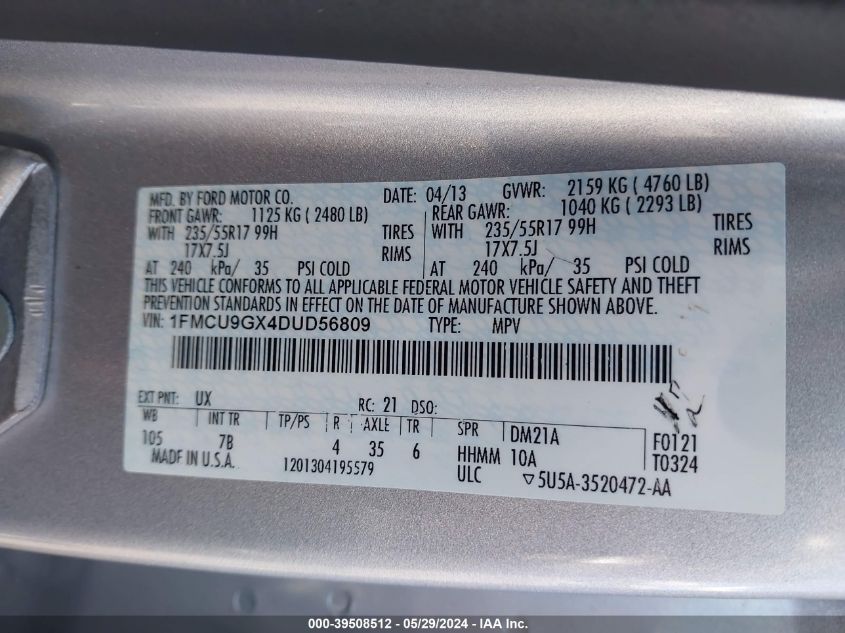 MFD. BY FORD MOTOR CO. DATE: 04/13 GVWR: 2159 KG ( 4760 LB)
FRONT GAWR: 1125 KG ( 2480 LB) REAR GAWR: 1040 KG ( 2293 LB)
WITH 235/55R17 99H TIRES WITH 235/55R17 99H TIRES
17X7.5J RIMS 17X7.5J RIMS
AT 240 kPa/ 35 PSI COLD AT 240 kPa/ 35 PSI COLD
THIS VEHICLE CONFORMS TO ALL APPLICABLE FEDERAL MOTOR VEHICLE SAFETY AND THEFT
PREVENTION STANDARDS IN EFFECT ON THE DATE OF MANUFACTURE SHOWN ABOVE.
VIN: 1FMCU9GX4DUD56809 TYPE: MPV
EXT PNT: UX RC: 21 DSO:
WB INT TR TP/PS R AXLE TR SPR DM21A F0121
105 7B 4 35 6 HHMM 10A T0324
MADE IN U.S.A. 1201304195579 ULC ▽5U5A-3520472-AA
000-39508512 - 05/29/2024 - IAA Inc.